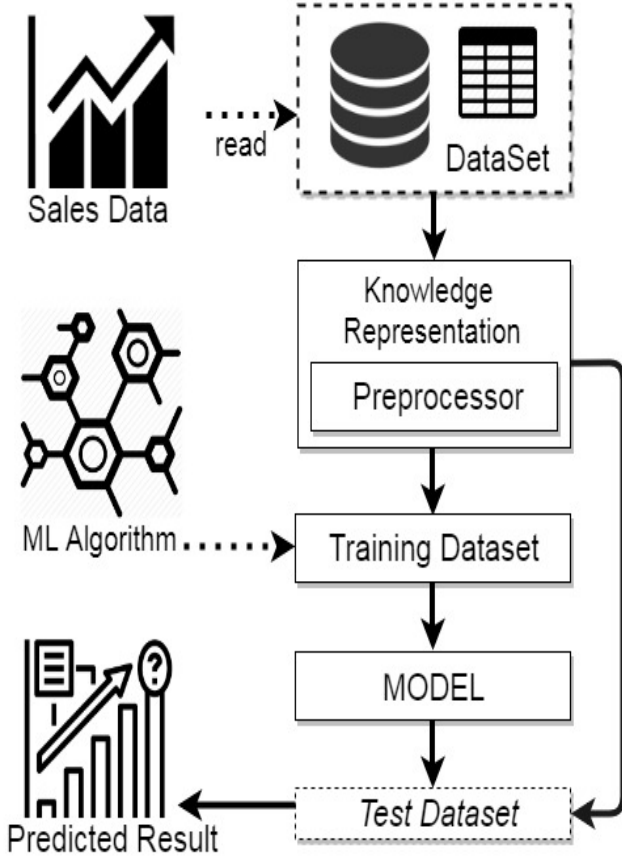 Sales Data
read
DataSet
Knowledge
Representation
Preprocessor
ML Algorithm
Training Dataset
MODEL
?
Test Dataset
Predicted Result